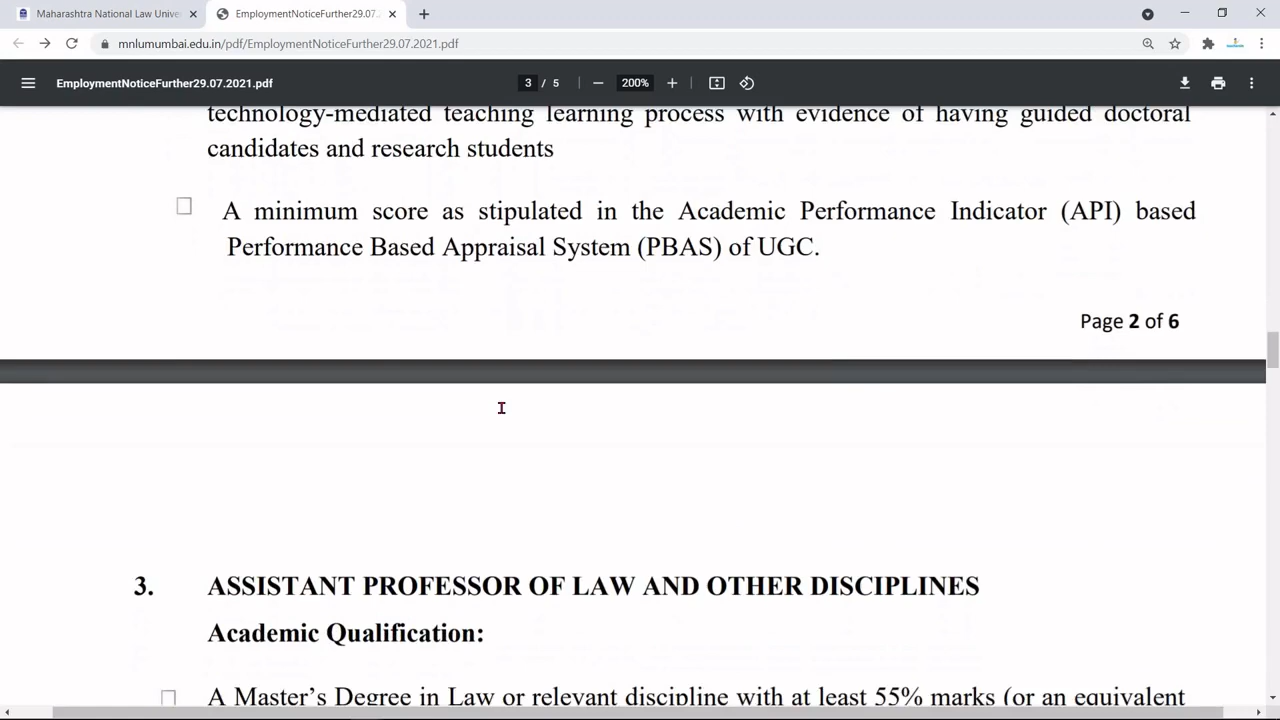 Maharashtra National Law Unive
EmploymentNoticeFurther29.07.202
mnlumumbai.edu.in/pdf/EmploymentNoticeFurther29.07.2021.pdf
EmploymentNoticeFurther29.07.2021.pdf
3 / 5
200%
technology-mediated teaching learning process with evidence of having guided doctoral
candidates and research students
A minimum score as stipulated in the Academic Performance Indicator (API) based
Performance Based Appraisal System (PBAS) of UGC.
Page 2 of 6
3. ASSISTANT PROFESSOR OF LAW AND OTHER DISCIPLINES
Academic Qualification:
A Master's Degree in Law or relevant discipline with at least 55% marks (or an equivalent